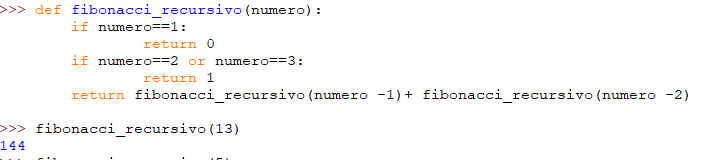 >>> def fibonacci_recursivo(numero):
        if numero==1:
                return 0
        if numero==2 or numero==3:
                return 1
        return fibonacci_recursivo(numero -1)+ fibonacci_recursivo(numero -2)
>>> fibonacci_recursivo(13)
144